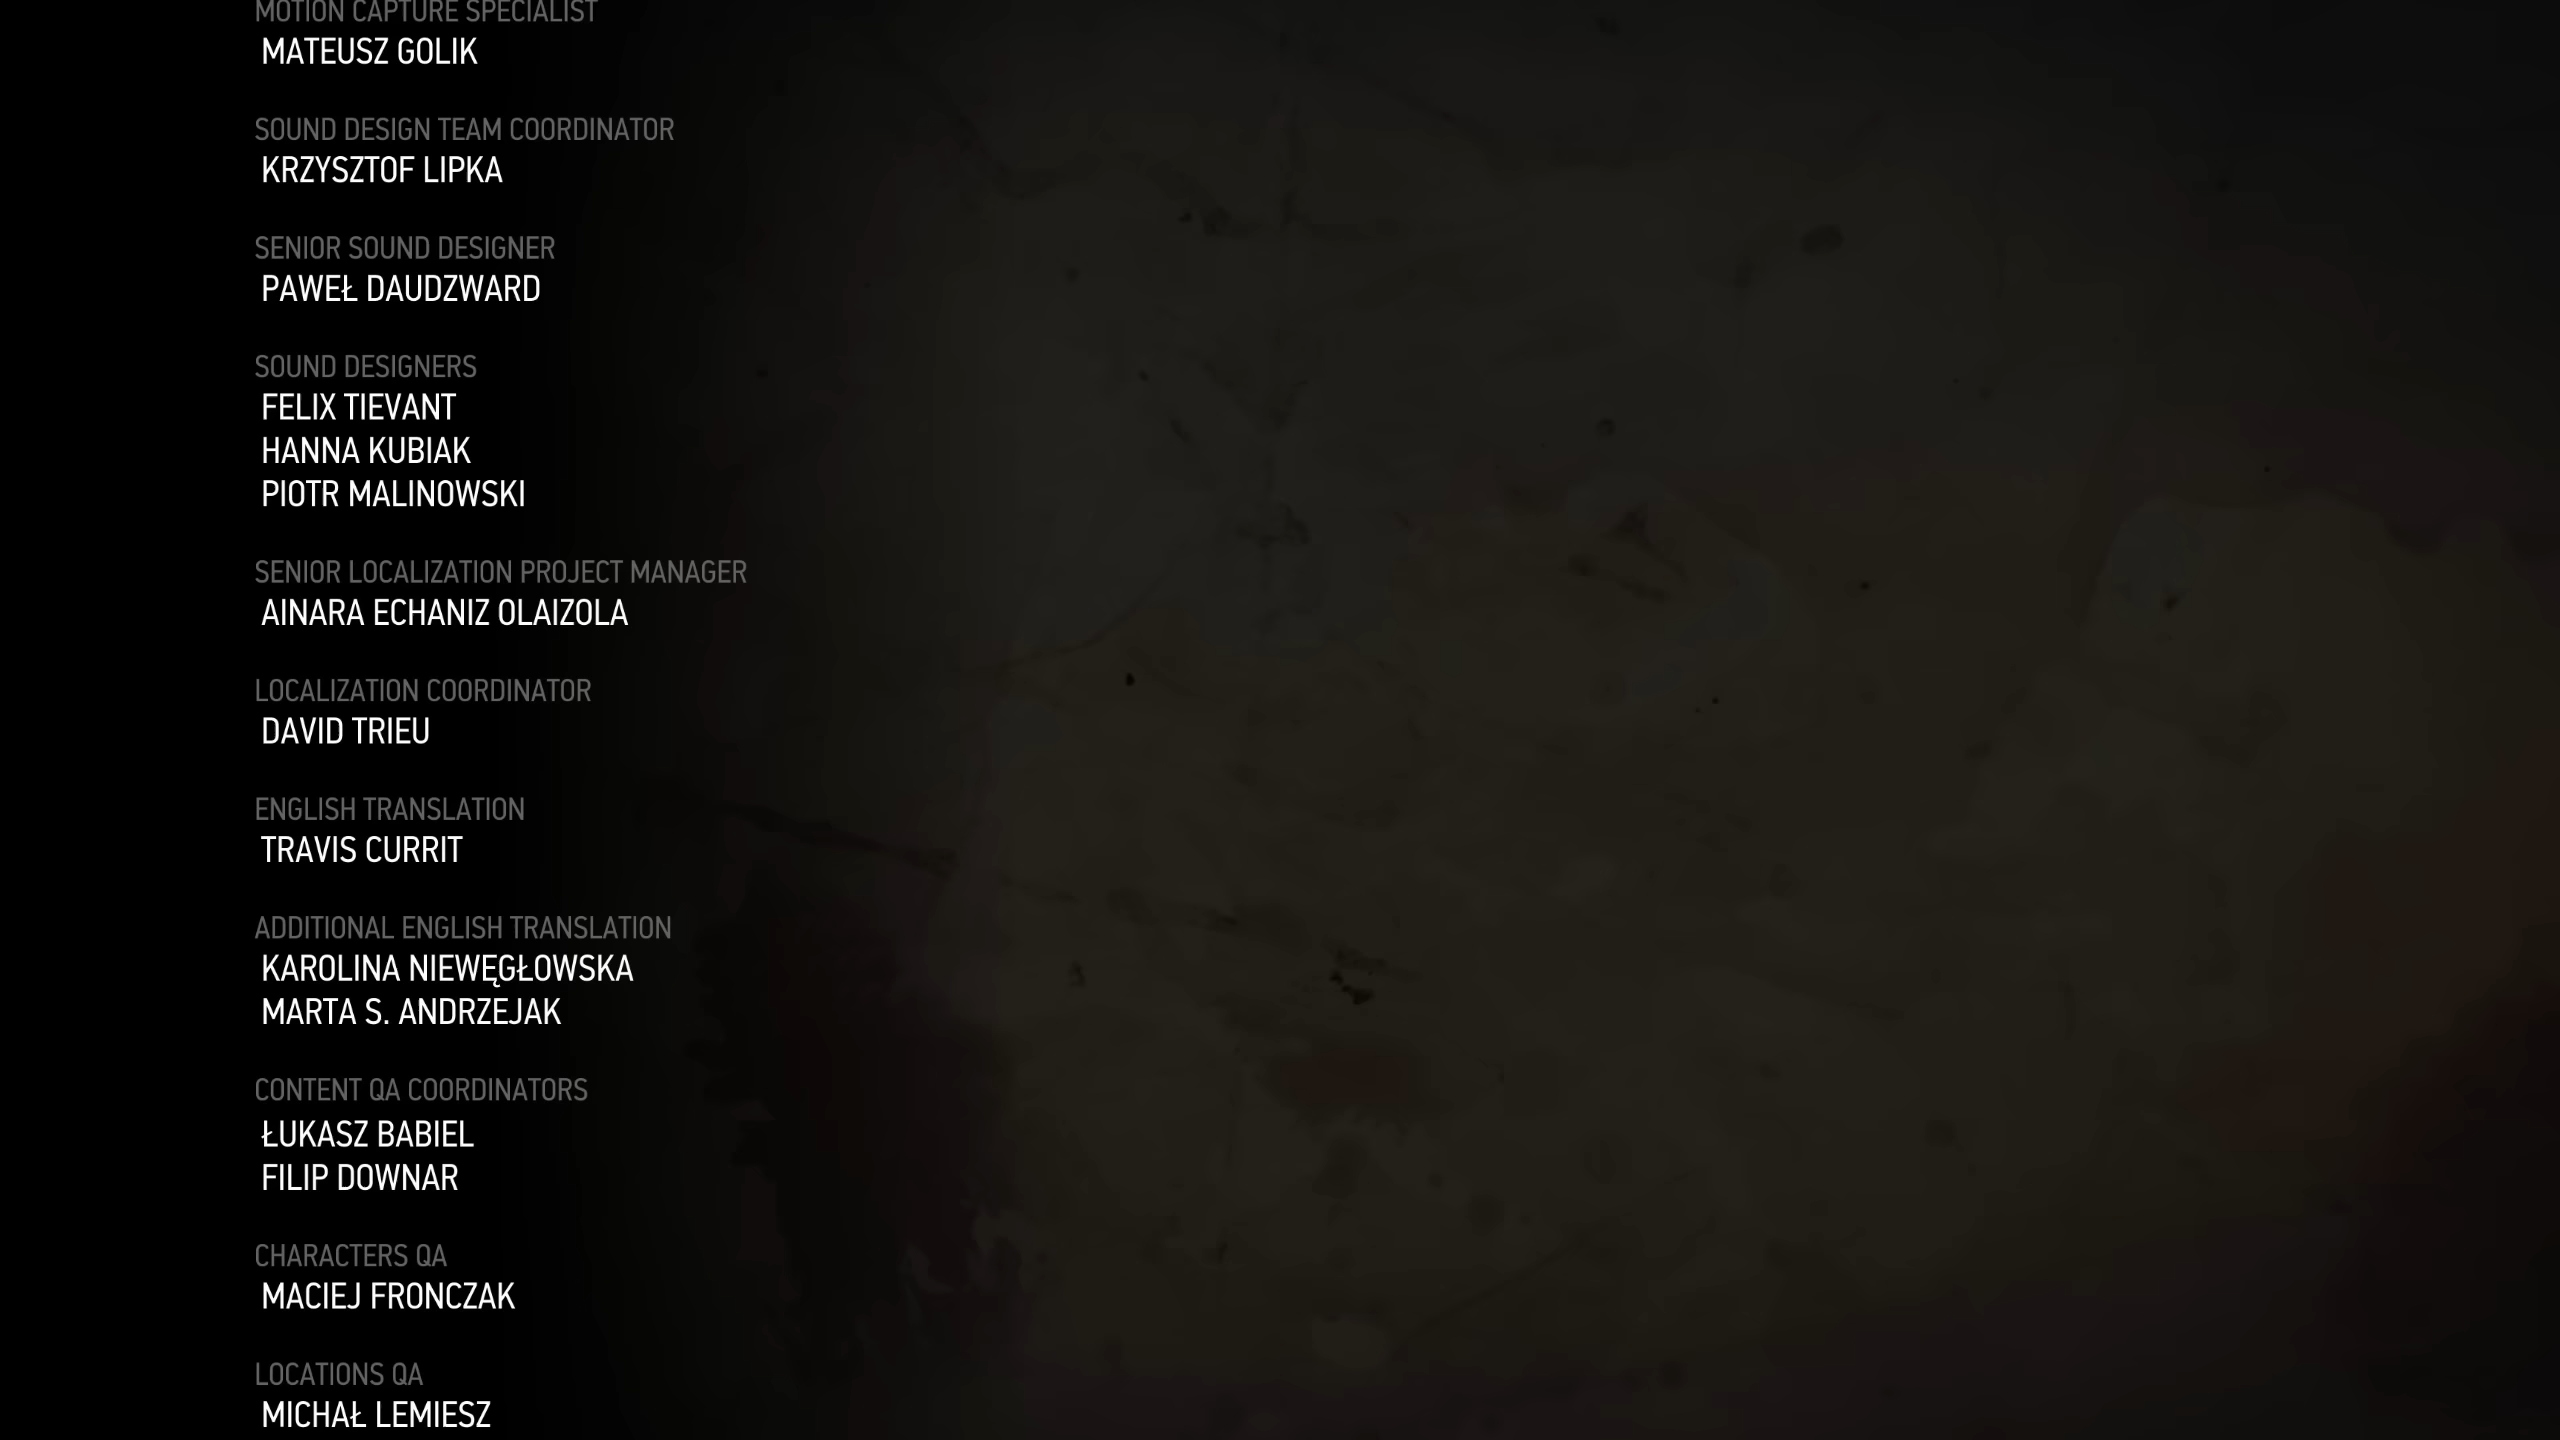 MOTION CAPTURE SPECIALIST
MATEUSZ GOLIK
SOUND DESIGN TEAM COORDINATOR
KRZYSZTOF LIPKA
SENIOR SOUND DESIGNER
PAWEŁ DAUDZWARD
SOUND DESIGNERS
FELIX TIEVANT
HANNA KUBIAK
PIOTR MALINOWSKI
SENIOR LOCALIZATION PROJECT MANAGER
AINARA ECHANIZ OLAIZOLA
LOCALIZATION COORDINATOR
DAVID TRIEU
ENGLISH TRANSLATION
TRAVIS CURRIT
ADDITIONAL ENGLISH TRANSLATION
KAROLINA NIEWĘGŁOWSKA
MARTA S. ANDRZEJAK
CONTENT QA COORDINATORS
ŁUKASZ BABIEL
FILIP DOWNAR
CHARACTERS QA
MACIEJ FRONCZAK
LOCATIONS QA
MICHAŁ LEMIESZ